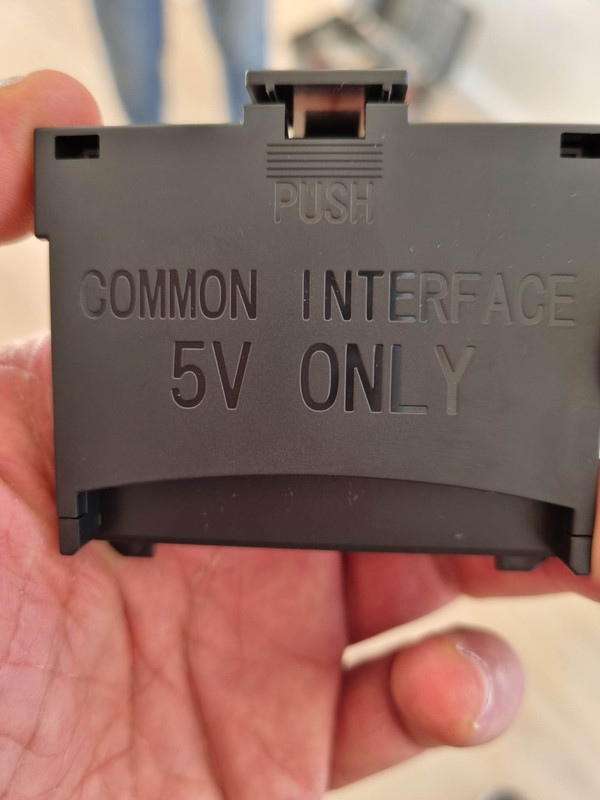 PUSH
COMMON INTERFACE
5V ONLY